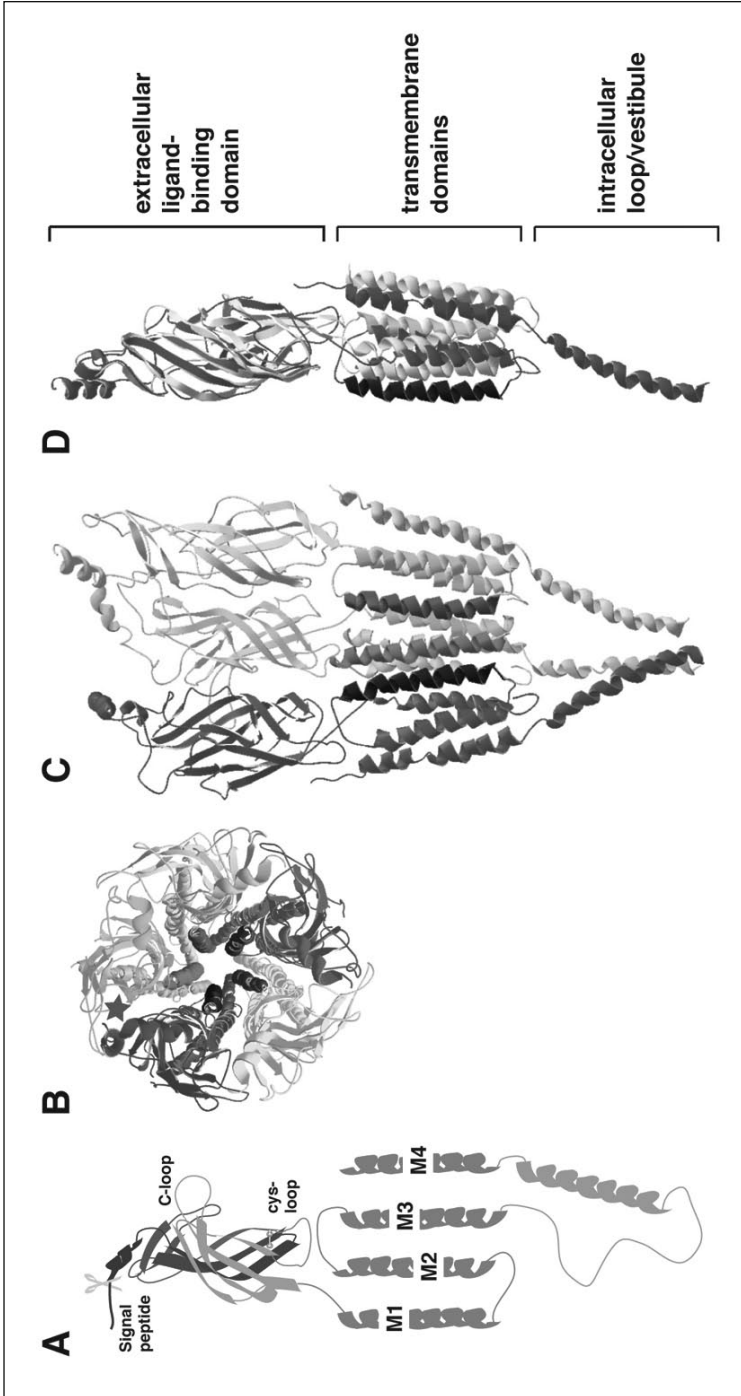 A
Signal
peptide
C-loop
cys-
loop
M1
M2
M3
M4
B
C
D
extracellular
ligand-
binding
domain
transmembrane
domains
intracellular
loop/vestibule